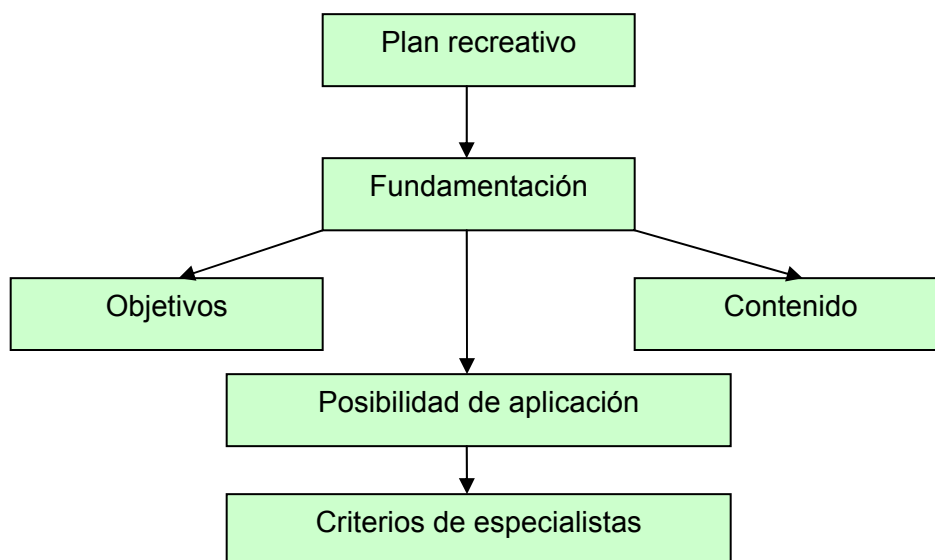 Plan recreativo
Fundamentación
Objetivos
Contenido
Posibilidad de aplicación
Criterios de especialistas